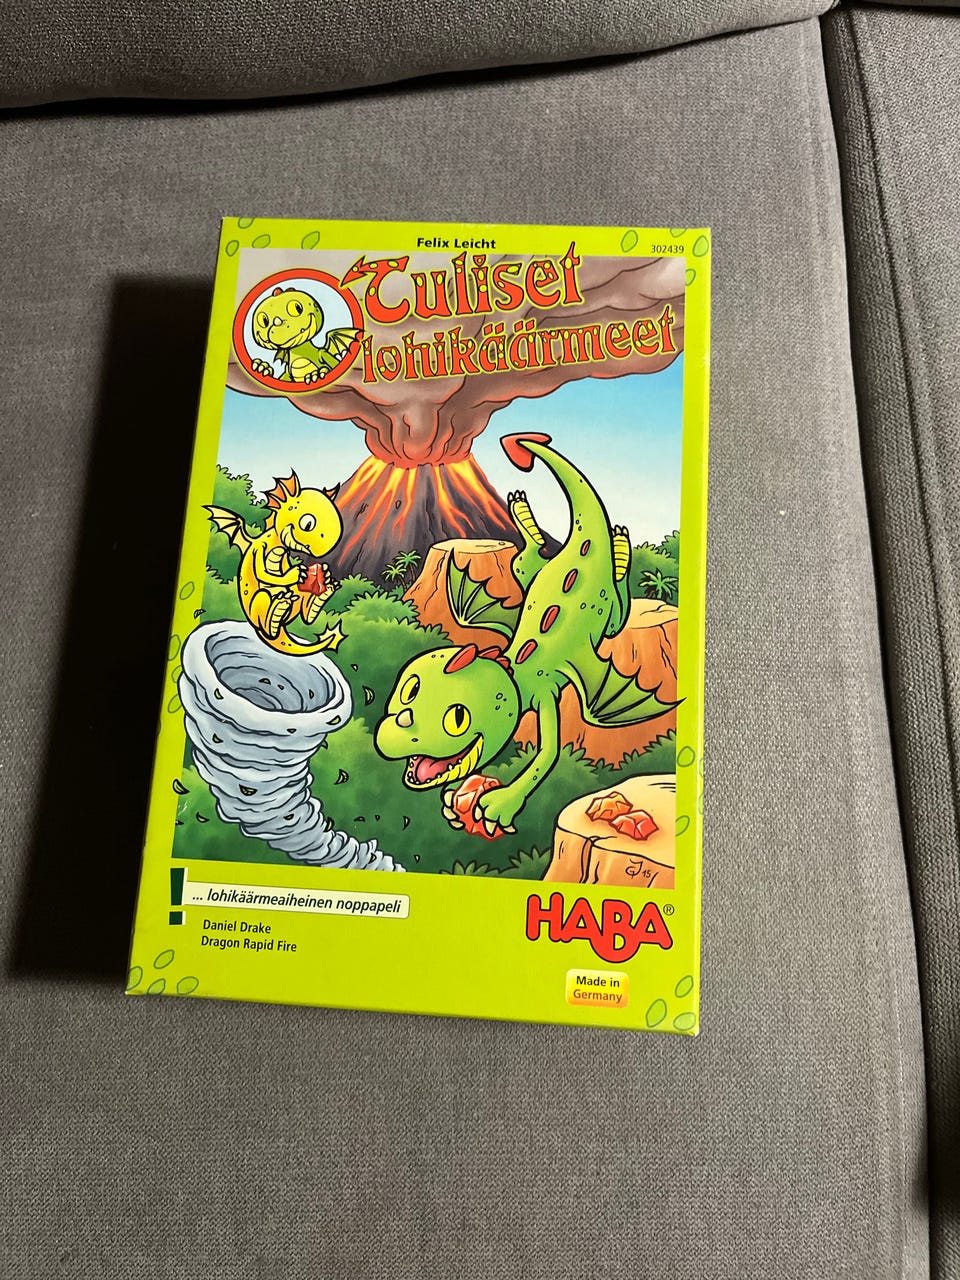 Felix Leicht
302439
Tuliset
lohikäärmeet
... lohikäärmeaiheinen noppapeli
Daniel Drake
Dragon Rapid Fire
HABA®
Made in
Germany